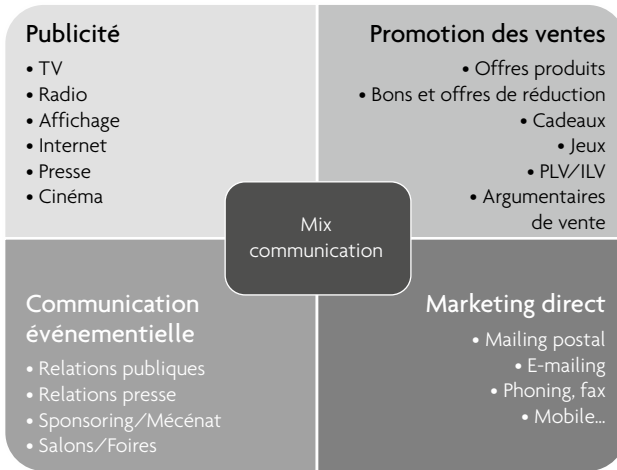 Publicité
• TV
• Radio
• Affichage
• Internet
• Presse
• Cinéma
Promotion des ventes
• Offres produits
• Bons et offres de réduction
• Cadeaux
• Jeux
• PLV/ILV
• Argumentaires
de vente
Mix
communication
Communication
événementielle
• Relations publiques
• Relations presse
• Sponsoring/Mécénat
• Salons/Foires
Marketing direct
• Mailing postal
• E-mailing
• Phoning, fax
• Mobile...